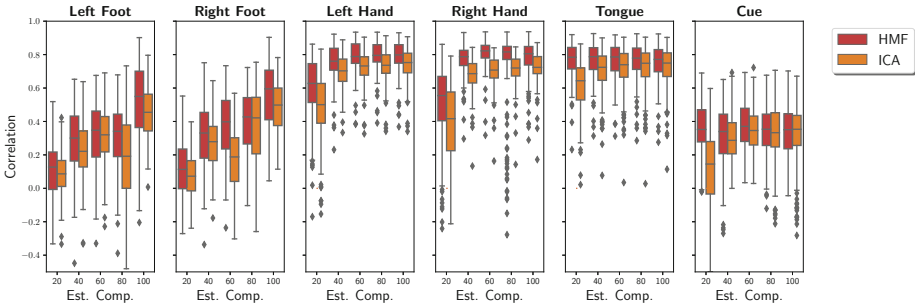 Left Foot Right Foot Left Hand Right Hand Tongue Cue
1.0
HMF
0.8
ICA
0.6
0.4
0.2
0.0
−0.2
−0.4
Correlation
20 40 60 80 100 20 40 60 80 100 20 40 60 80 100 20 40 60 80 100 20 40 60 80 100 20 40 60 80 100
Est. Comp. Est. Comp. Est. Comp. Est. Comp. Est. Comp. Est. Comp.